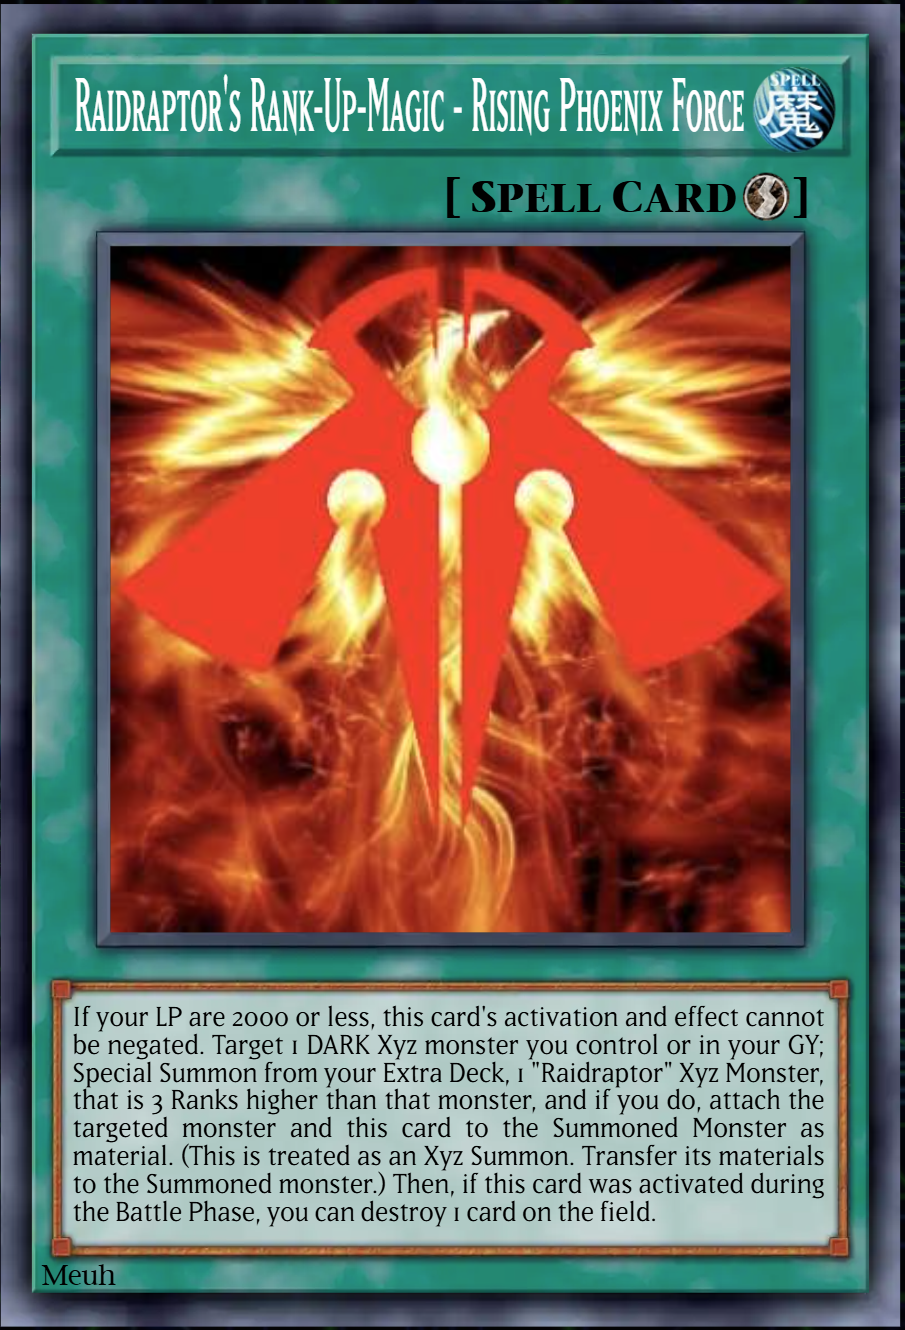 Raidraptor's Rank-Up-Magic - Rising Phoenix Force
SPELL
魔
[ Spell Card ]
If your LP are 2000 or less, this card's activation and effect cannot
be negated. Target 1 DARK Xyz monster you control or in your GY;
Special Summon from your Extra Deck, 1 "Raidraptor" Xyz Monster,
that is 3 Ranks higher than that monster, and if you do, attach the
targeted monster and this card to the Summoned Monster as
material. (This is treated as an Xyz Summon. Transfer its materials
to the Summoned monster.) Then, if this card was activated during
the Battle Phase, you can destroy 1 card on the field.
Meuh